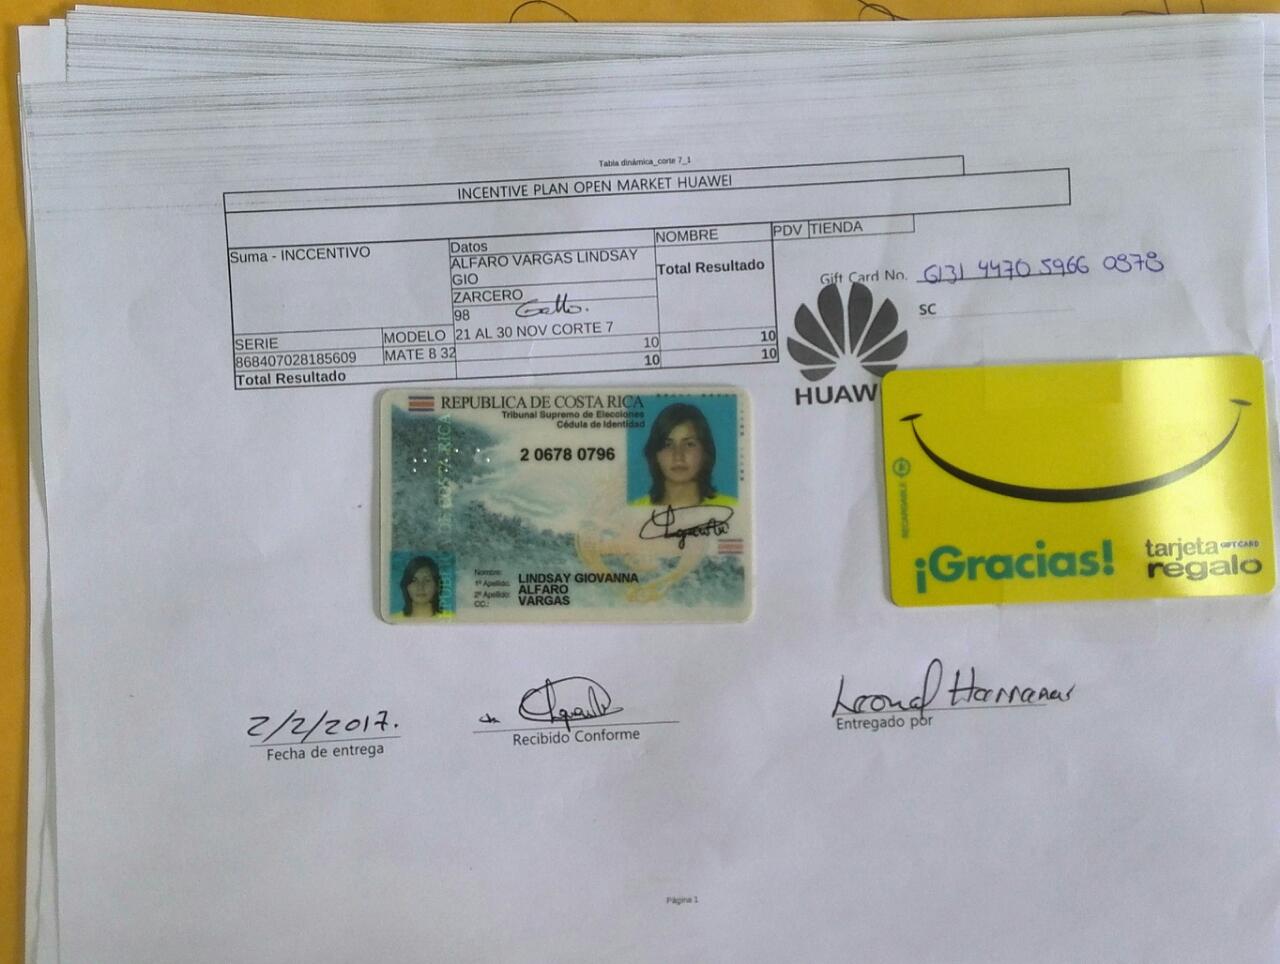 Tabla dinámica_corte 7_1
INCENTIVE PLAN OPEN MARKET HUAWEI
Suma - INCCENTIVO
Datos
NOMBRE
PDV TIENDA
ALFARO VARGAS LINDSAY
GIO
Total Resultado
ZARCERO
98
SERIE MODELO 21 AL 30 NOV CORTE 7
868407028185609 MATE 8 32 10 10
Total Resultado 10 10
Gift Card No. 6131 4470 5966 0878
SC
HUAW
REPUBLICA DE COSTA RICA
Tribunal Supremo de Elecciones
Cédula de Identidad
2 0678 0796
Nombre: LINDSAY GIOVANNA
1º Apellido: ALFARO
2º Apellido: VARGAS
CC.:
RECARGABLE
¡Gracias!
tarjeta GIFT CARD
regalo
2/2/2017.
Fecha de entrega
Recibido Conforme
Entregado por
Página 1